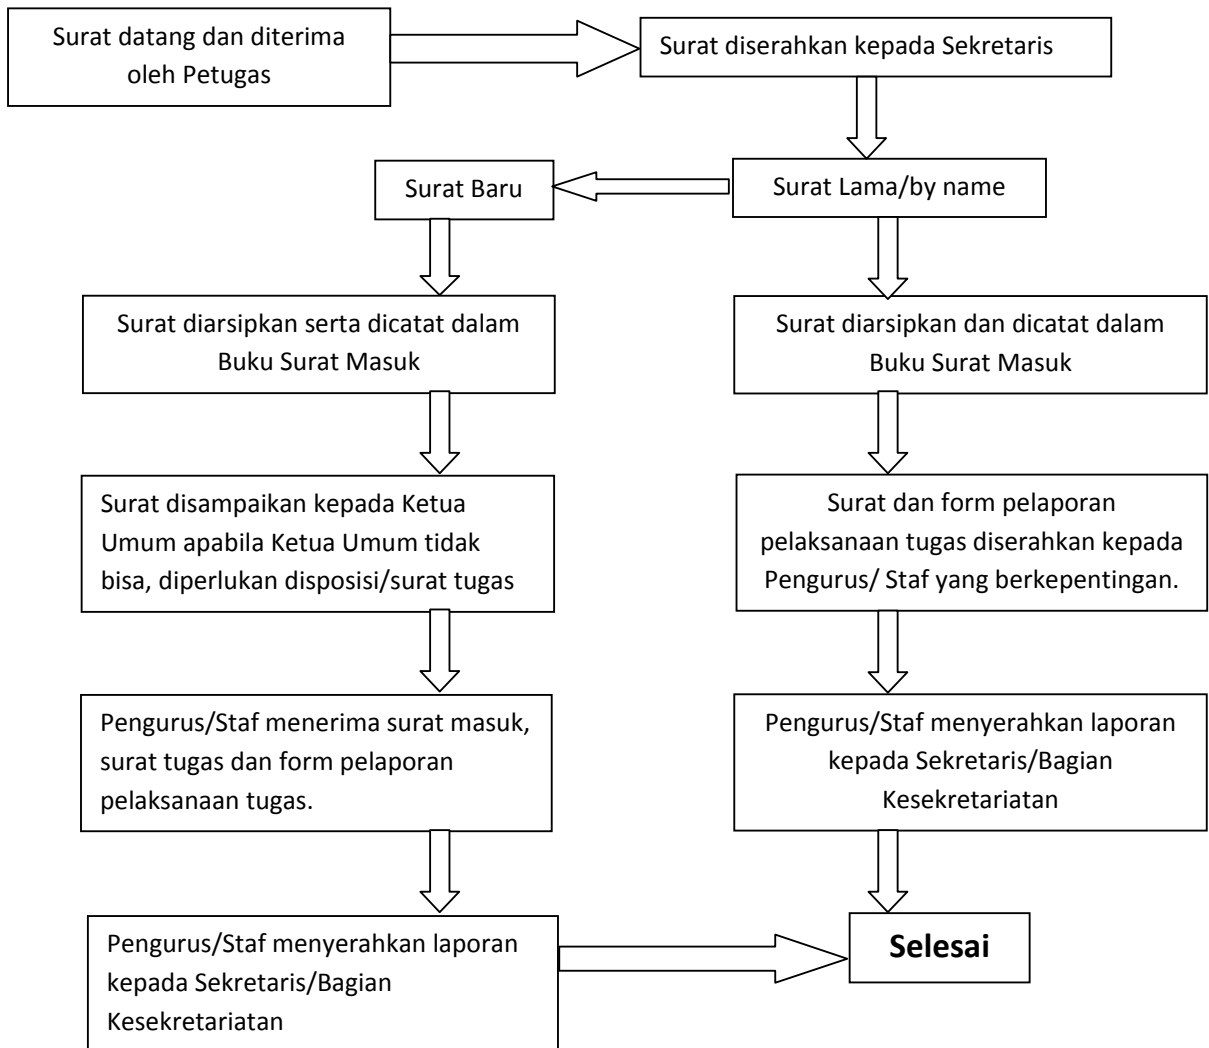 Surat datang dan diterima
oleh Petugas
Surat diserahkan kepada Sekretaris
Surat Baru
Surat Lama/by name
Surat diarsipkan serta dicatat dalam
Buku Surat Masuk
Surat diarsipkan dan dicatat dalam
Buku Surat Masuk
Surat disampaikan kepada Ketua
Umum apabila Ketua Umum tidak
bisa, diperlukan disposisi/surat tugas
Surat dan form pelaporan
pelaksanaan tugas diserahkan kepada
Pengurus/ Staf yang berkepentingan.
Pengurus/Staf menerima surat masuk,
surat tugas dan form pelaporan
pelaksanaan tugas.
Pengurus/Staf menyerahkan laporan
kepada Sekretaris/Bagian
Kesekretariatan
Pengurus/Staf menyerahkan laporan
kepada Sekretaris/Bagian
Kesekretariatan
Selesai